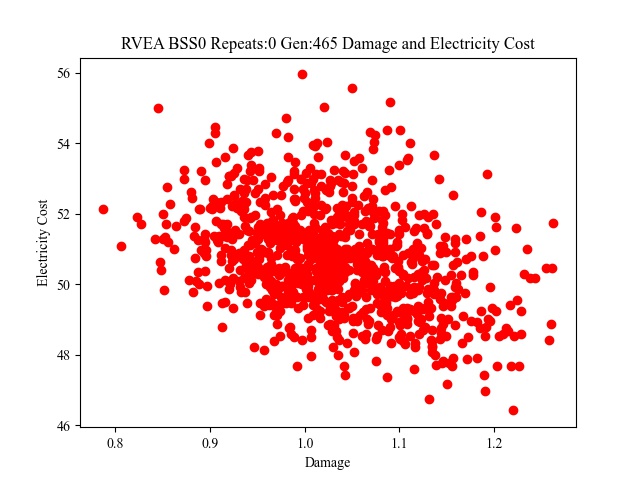 RVEA BSS0 Repeats:0 Gen:465 Damage and Electricity Cost
56
54
52
50
48
46
Electricity Cost
0.8 0.9 1.0 1.1 1.2
Damage